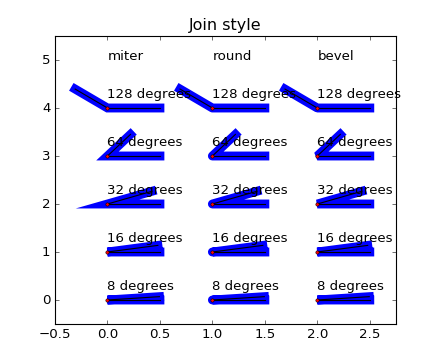 Join style
miter round bevel
128 degrees 128 degrees 128 degrees
64 degrees 64 degrees 64 degrees
32 degrees 32 degrees 32 degrees
16 degrees 16 degrees 16 degrees
8 degrees 8 degrees 8 degrees
5
4
3
2
1
0
−0.5 0.0 0.5 1.0 1.5 2.0 2.5